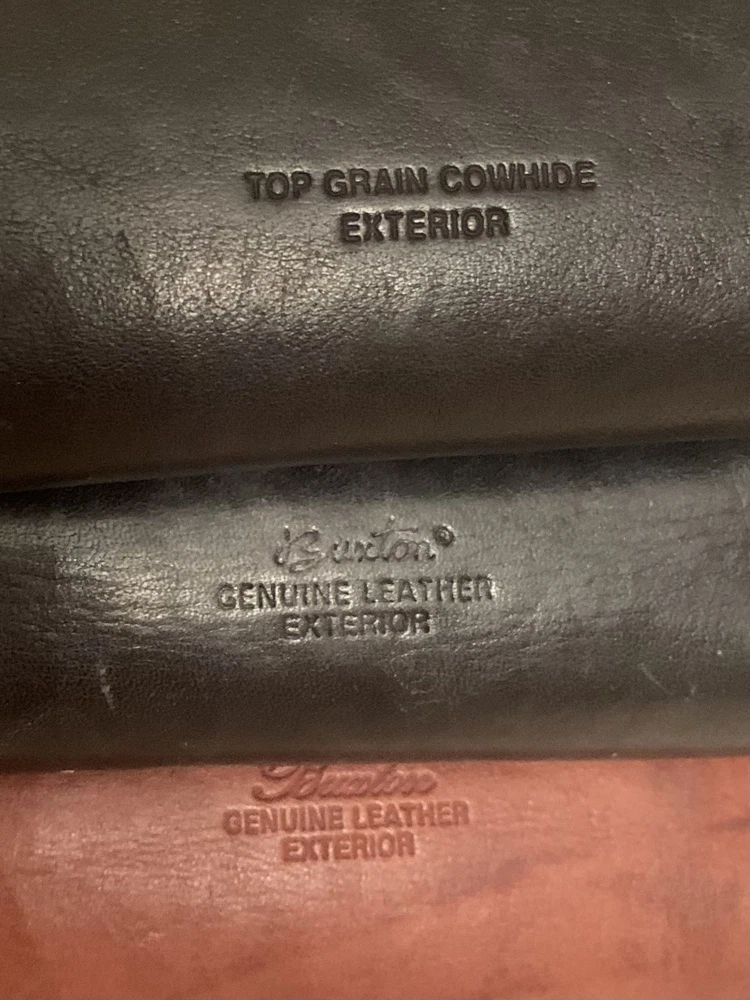 TOP GRAIN COWHIDE
EXTERIOR
Buxton®
GENUINE LEATHER
EXTERIOR
Buxton
GENUINE LEATHER
EXTERIOR